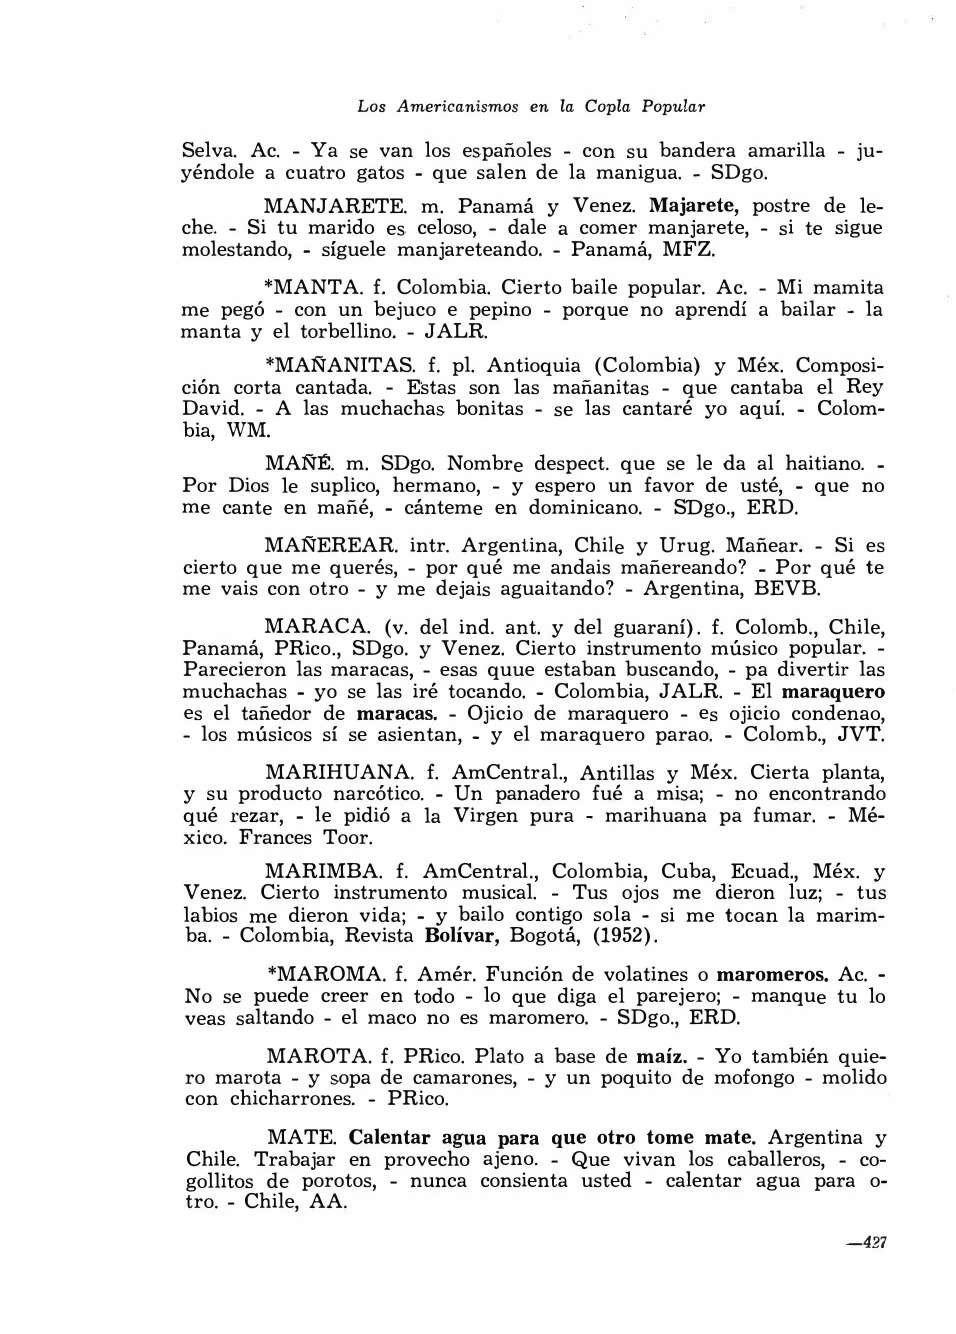 Los Americanismos en la Copla Popular
Selva. Ac. - Ya se van los españoles - con su bandera amarilla - ju-
yéndole a cuatro gatos - que salen de la manigua. - SDgo.
MANJARETE. m. Panamá y Venez. Majarete, postre de le-
che. - Si tu marido es celoso, - dale a comer manjarete, - si te sigue
molestando, - síguele manjareteando. - Panamá, MFZ.
*MANTA. f. Colombia. Cierto baile popular. Ac. - Mi mamita
me pegó - con un bejuco e pepino - porque no aprendí a bailar - la
manta y el torbellino. - JALR.
*MAÑANITAS. f. pl. Antioquia (Colombia) y Méx. Composi-
ción corta cantada. - Estas son las mañanitas - que cantaba el Rey
David. - A las muchachas bonitas - se las cantaré yo aquí. - Colom-
bia, WM.
MAÑÉ. m. SDgo. Nombre despect. que se le da al haitiano. -
Por Dios le suplico, hermano, - y espero un favor de usté, - que no
me cante en mañé, - cánteme en dominicano. - SDgo., ERD.
MAÑEREAR. intr. Argentina, Chile y Urug. Mañear. - Si es
cierto que me querés, - por qué me andais mañereando? - Por qué te
me vais con otro - y me dejais aguaitando? - Argentina, BEVB.
MARACA. (v. del ind. ant. y del guaraní). f. Colomb., Chile,
Panamá, PRico., SDgo. y Venez. Cierto instrumento músico popular. -
Parecieron las maracas, - esas quue estaban buscando, - pa divertir las
muchachas - yo se las iré tocando. - Colombia, JALR. - El maraquero
es el tañedor de maracas. - Ojicio de maraquero - es ojicio condenao,
- los músicos sí se asientan, - y el maraquero parao. - Colomb., JVT.
MARIHUANA. f. AmCentral., Antillas y Méx. Cierta planta,
y su producto narcótico. - Un panadero fué a misa; - no encontrando
qué rezar, - le pidió a la Virgen pura - marihuana pa fumar. - Mé-
xico. Frances Toor.
MARIMBA. f. AmCentral., Colombia, Cuba, Ecuad., Méx. y
Venez. Cierto instrumento musical. - Tus ojos me dieron luz; - tus
labios me dieron vida; - y bailo contigo sola - si me tocan la marim-
ba. - Colombia, Revista Bolívar, Bogotá, (1952).
*MAROMA. f. Amér. Función de volatines o maromeros. Ac. -
No se puede creer en todo - lo que diga el parejero; - manque tu lo
veas saltando - el maco no es maromero. - SDgo., ERD.
MAROTA. f. PRico. Plato a base de maíz. - Yo también quie-
ro marota - y sopa de camarones, - y un poquito de mofongo - molido
con chicharrones. - PRico.
MATE. Calentar agua para que otro tome mate. Argentina y
Chile. Trabajar en provecho ajeno. - Que vivan los caballeros, - co-
gollitos de porotos, - nunca consienta usted - calentar agua para o-
tro. - Chile, AA.
—427